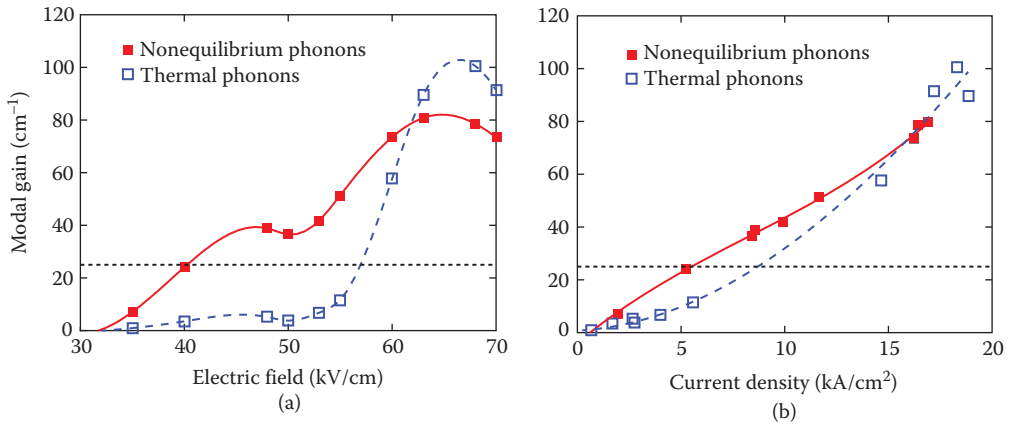 120
100
80
60
40
20
0
Modal gain (cm⁻¹)
Nonequilibrium phonons
Thermal phonons
30 40 50 60 70
Electric field (kV/cm)
(a)
120
100
80
60
40
20
0
Nonequilibrium phonons
Thermal phonons
0 5 10 15 20
Current density (kA/cm²)
(b)